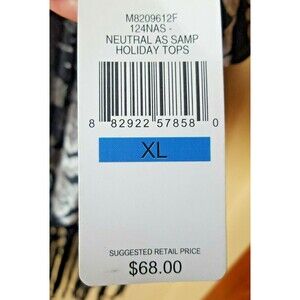 M8209612F
124NAS -
NEUTRAL AS SAMP
HOLIDAY TOPS
8 82922 57858 0
XL
SUGGESTED RETAIL PRICE
$68.00